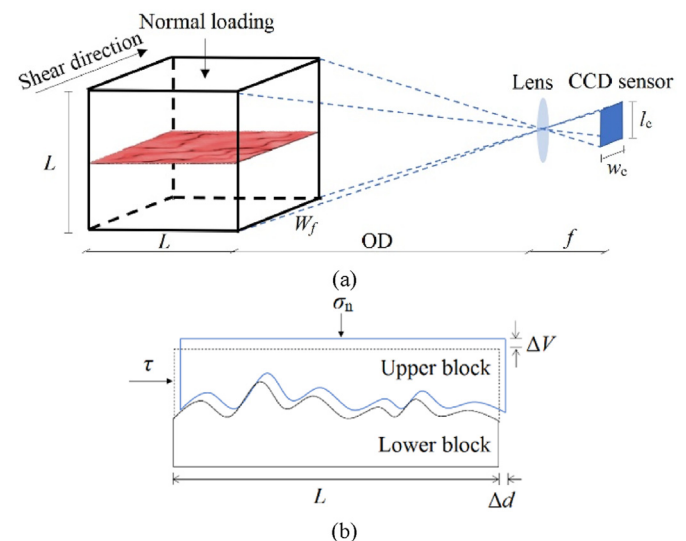 Normal loading
Shear direction
Lens
CCD sensor
L
l_c
w_c
W_f
L
OD
f
(a)
σ_n
ΔV
τ
Upper block
Lower block
L
Δd
(b)